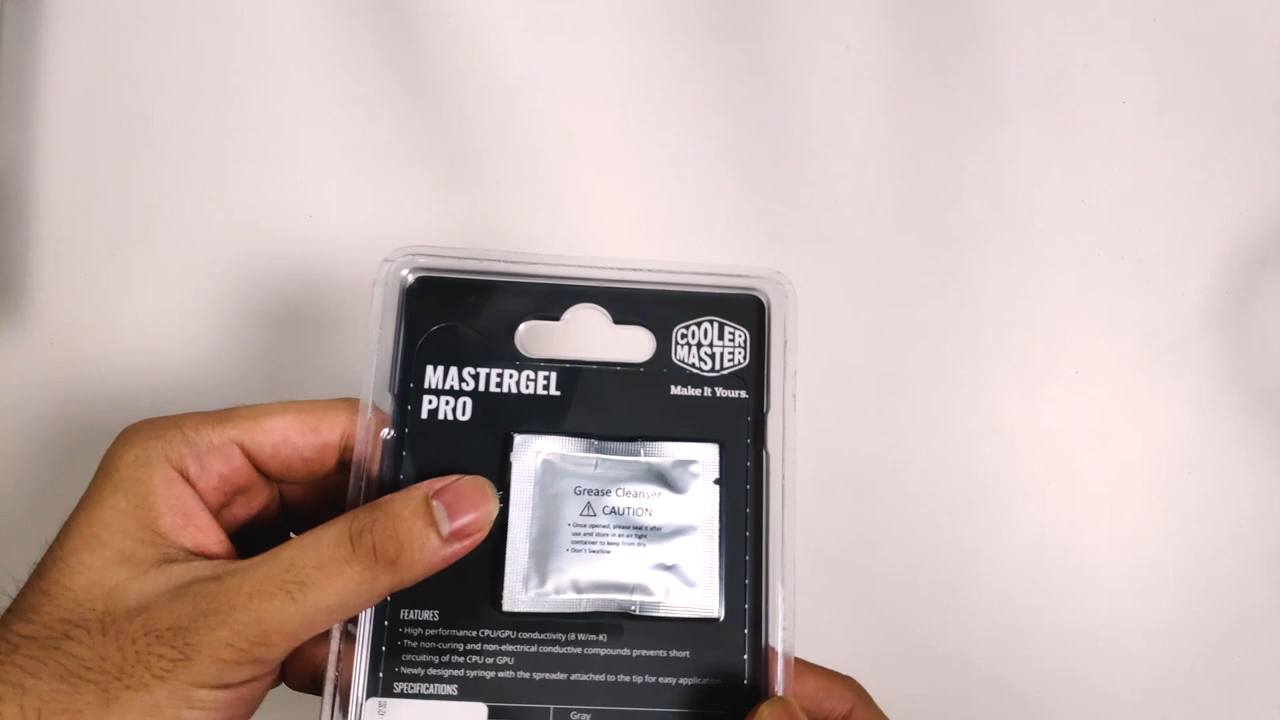 COOLER
MASTER
Make It Yours.
MASTERGEL
PRO
Grease Cleanser
⚠ CAUTION
• Once opened, please seal it after
use and store in an air tight
container to keep from dry.
• Don't Swallow
FEATURES
• High performance CPU/GPU conductivity (8 W/m-K)
• The non-curing and non-electrical conductive compounds prevents short
circuiting of the CPU or GPU
• Newly designed syringe with the spreader attached to the tip for easy application
SPECIFICATIONS
Gray